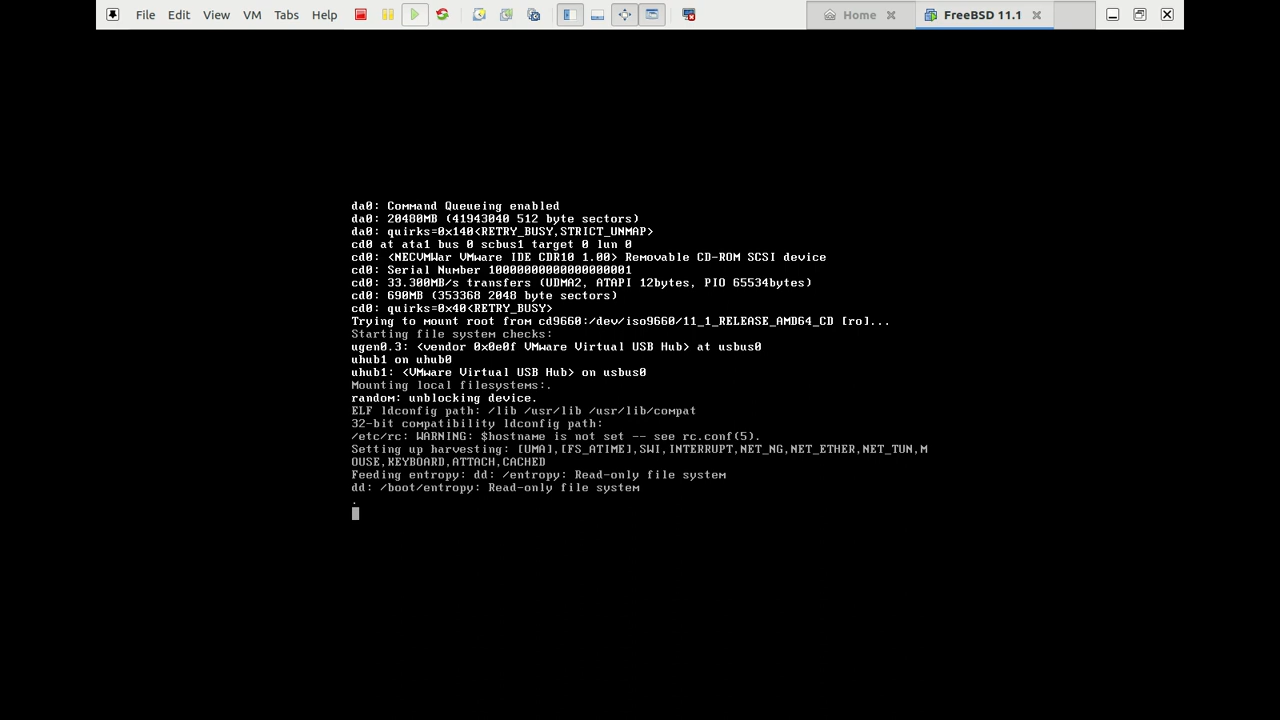 File Edit View VM Tabs Help Home FreeBSD 11.1
da0: Command Queueing enabled
da0: 20480MB (41943040 512 byte sectors)
da0: quirks=0x140<RETRY_BUSY,STRICT_UNMAP>
cd0 at ata1 bus 0 scbus1 target 0 lun 0
cd0: <NECVMWar VMware IDE CDR10 1.00> Removable CD-ROM SCSI device
cd0: Serial Number 10000000000000000001
cd0: 33.300MB/s transfers (UDMA2, ATAPI 12bytes, PIO 65534bytes)
cd0: 690MB (353368 2048 byte sectors)
cd0: quirks=0x40<RETRY_BUSY>
Trying to mount root from cd9660:/dev/iso9660/11_1_RELEASE_AMD64_CD [ro]...
Starting file system checks:
ugen0.3: <vendor 0x0e0f VMware Virtual USB Hub> at usbus0
uhub1 on uhub0
uhub1: <VMware Virtual USB Hub> on usbus0
Mounting local filesystems:.
random: unblocking device.
ELF ldconfig path: /lib /usr/lib /usr/lib/compat
32-bit compatibility ldconfig path:
/etc/rc: WARNING: $hostname is not set -- see rc.conf(5).
Setting up harvesting: [UMA],[FS_ATIME],SWI,INTERRUPT,NET_NG,NET_ETHER,NET_TUN,M
OUSE,KEYBOARD,ATTACH,CACHED
Feeding entropy: dd: /entropy: Read-only file system
dd: /boot/entropy: Read-only file system
.